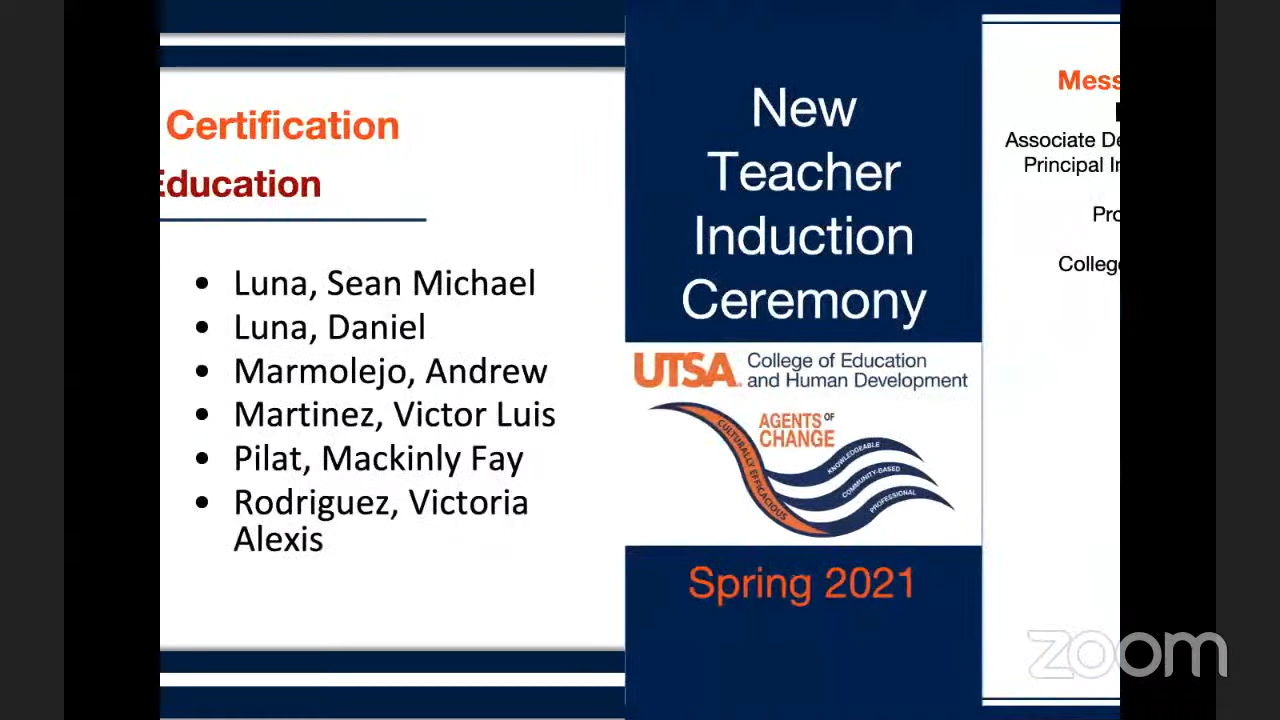 Certification
Education
• Luna, Sean Michael
• Luna, Daniel
• Marmolejo, Andrew
• Martinez, Victor Luis
• Pilat, Mackinly Fay
• Rodriguez, Victoria
Alexis
New
Teacher
Induction
Ceremony
UTSA
College of Education
and Human Development
AGENTS OF
CHANGE
CULTURALLY EFFICACIOUS
KNOWLEDGEABLE
COMMUNITY-BASED
PROFESSIONAL
Spring 2021
Mess
Associate De
Principal In
Pro
College
zoom